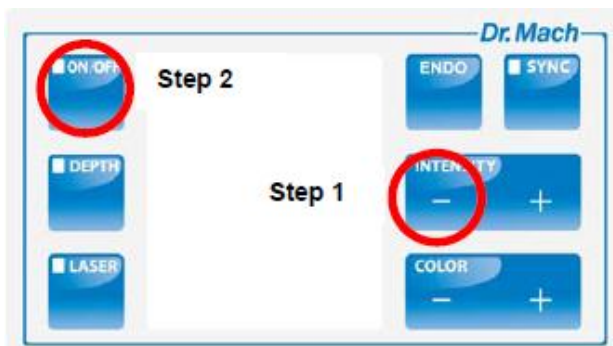 Dr. Mach
ON/OFF
Step 2
ENDO
SYNC
DEPTH
Step 1
INTENSITY
- +
LASER
COLOR
- +